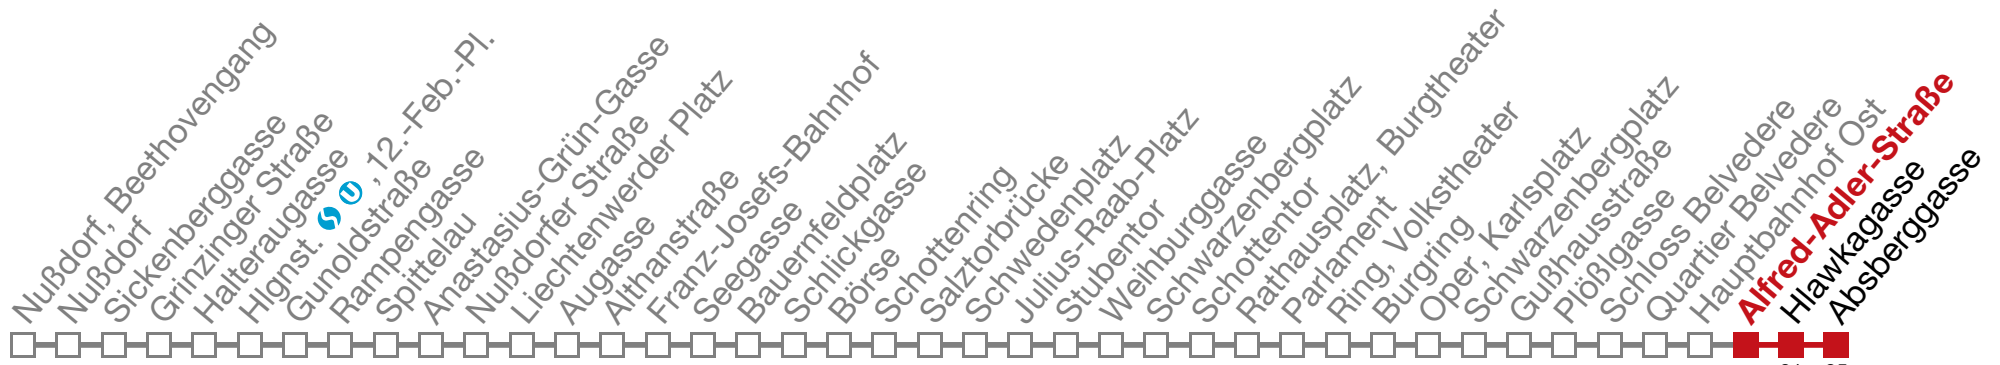 Nußdorf, Beethovengang
Nußdorf
Sickenberggasse
Grinzinger Straße
Halteraugasse
Hlgnst. S U , 12.-Feb.-Pl.
Gunoldstraße
Rampengasse
Spittelau
Anastasius-Grün-Gasse
Nußdorfer Straße
Liechtenwerder Platz
Augasse
Althanstraße
Franz-Josefs-Bahnhof
Seegasse
Bauernfeldplatz
Schlickgasse
Börse
Schottenring
Salztorbrücke
Schwedenplatz
Julius-Raab-Platz
Stubentor
Weihburggasse
Schwarzenbergplatz
Schottentor
Rathausplatz, Burgtheater
Parlament
Ring, Volkstheater
Burgring
Oper, Karlsplatz
Schwarzenbergplatz
Gußhausstraße
Plößlgasse
Schloss Belvedere
Quartier Belvedere
Hauptbahnhof Ost
Alfred-Adler-Straße
Hlawkagasse
Absberggasse